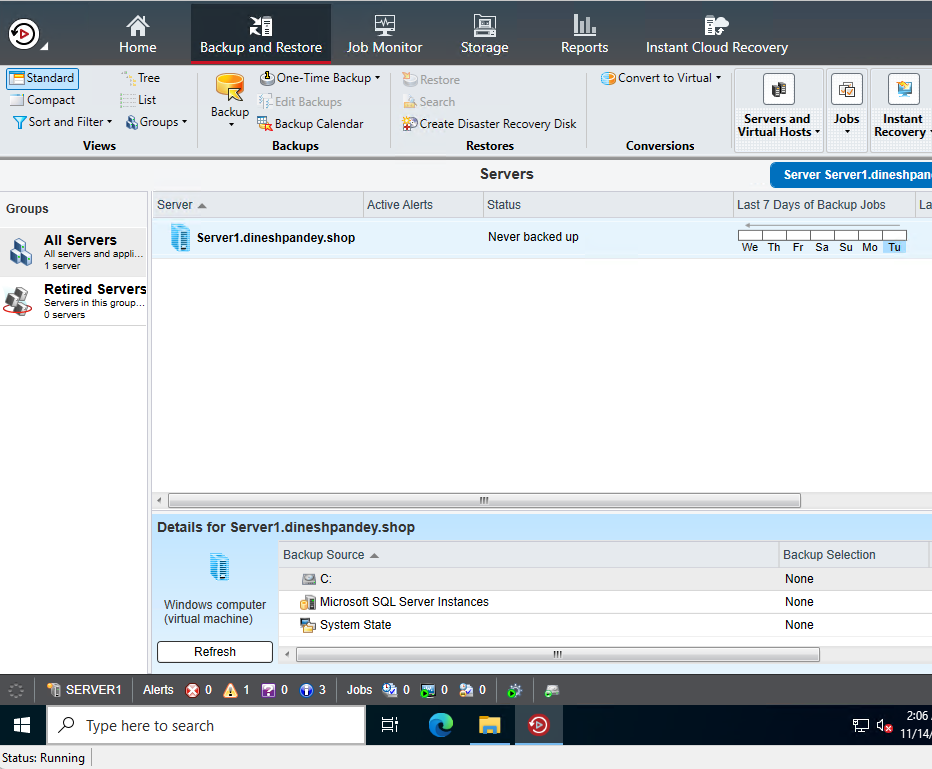 Home
Backup and Restore
Job Monitor
Storage
Reports
Instant Cloud Recovery
Standard
Tree
Compact
List
Sort and Filter
Groups
Views
Backup
One-Time Backup
Edit Backups
Backup Calendar
Backups
Restore
Search
Create Disaster Recovery Disk
Restores
Convert to Virtual
Conversions
Servers and
Virtual Hosts
Jobs
Instant
Recovery
Servers
Server Server1.dineshpan
Groups
All Servers
All servers and appli...
1 server
Retired Servers
Servers in this group...
0 servers
Server
Active Alerts
Status
Last 7 Days of Backup Jobs
La
Server1.dineshpandey.shop
Never backed up
We Th Fr Sa Su Mo Tu
Details for Server1.dineshpandey.shop
Windows computer
(virtual machine)
Refresh
Backup Source
Backup Selection
C:
None
Microsoft SQL Server Instances
None
System State
None
SERVER1
Alerts
0
1
0
3
Jobs
0
0
0
Type here to search
2:06
11/14/
Status: Running